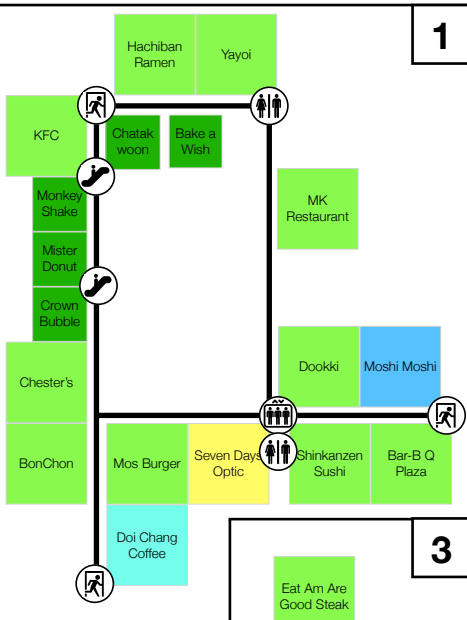 1
Hachiban
Ramen
Yayoi
KFC
Chatak
woon
Bake a
Wish
Monkey
Shake
MK
Restaurant
Mister
Donut
Crown
Bubble
Chester's
Dookki
Moshi Moshi
BonChon
Mos Burger
Seven Days
Optic
Shinkanzen
Sushi
Bar-B Q
Plaza
Doi Chang
Coffee
3
Eat Am Are
Good Steak